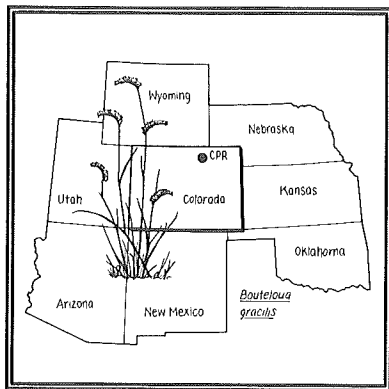 Wyoming
Nebraska
CPR
Utah
Colorado
Kansas
Oklahoma
Arizona
New Mexico
Bouteloua
gracilis